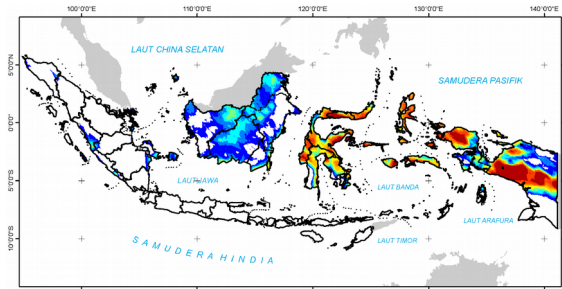 100°0'0"E 110°0'0"E 120°0'0"E 130°0'0"E 140°0'0"E
LAUT CHINA SELATAN
SAMUDERA PASIFIK
5°0'0"N
0°0'0"
LAUT JAWA
LAUT BANDA
5°0'0"S
LAUT ARAFURA
10°0'0"S
LAUT TIMOR
SAMUDERA HINDIA